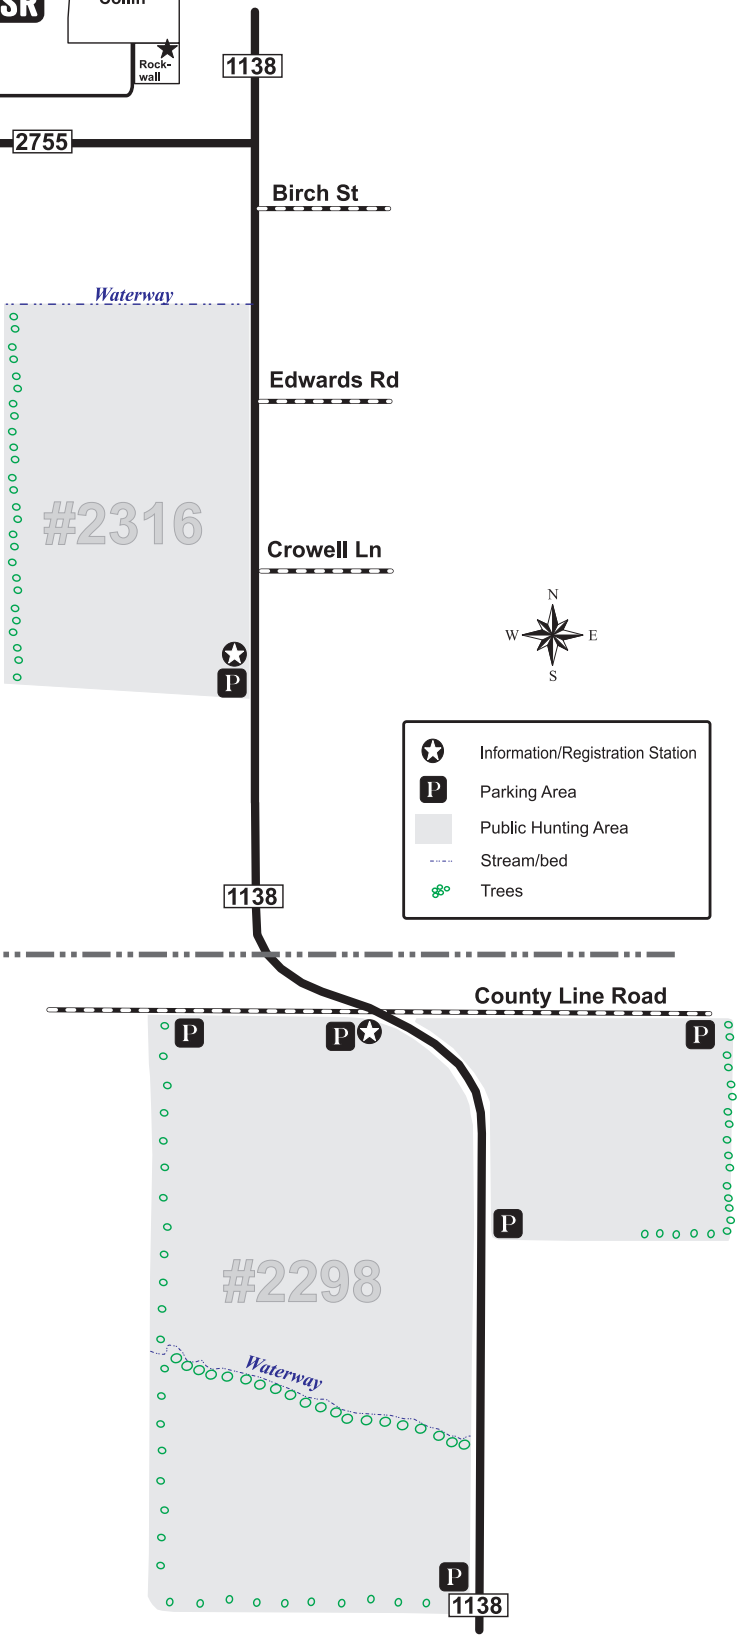 SR
Collin
Rock-
wall
1138
2755
Birch St
Waterway
Edwards Rd
#2316
Crowell Ln
N
W E
S
P
Information/Registration Station
P Parking Area
Public Hunting Area
Stream/bed
Trees
1138
County Line Road
P P P
P
#2298
Waterway
P
1138